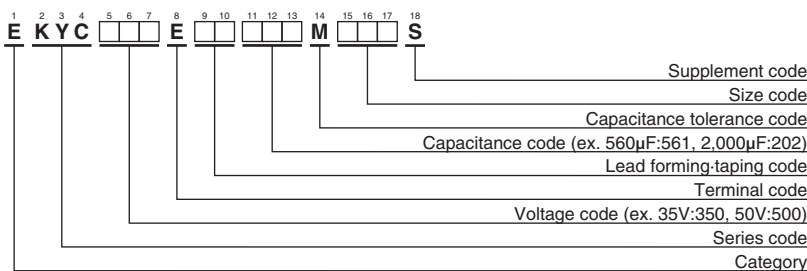 1 2 3 4 5 6 7 8 9 10 11 12 13 14 15 16 17 18
E KYC □□□ E □□ □□□ M □□□ S
Supplement code
Size code
Capacitance tolerance code
Capacitance code (ex. 560µF:561, 2,000µF:202)
Lead forming·taping code
Terminal code
Voltage code (ex. 35V:350, 50V:500)
Series code
Category